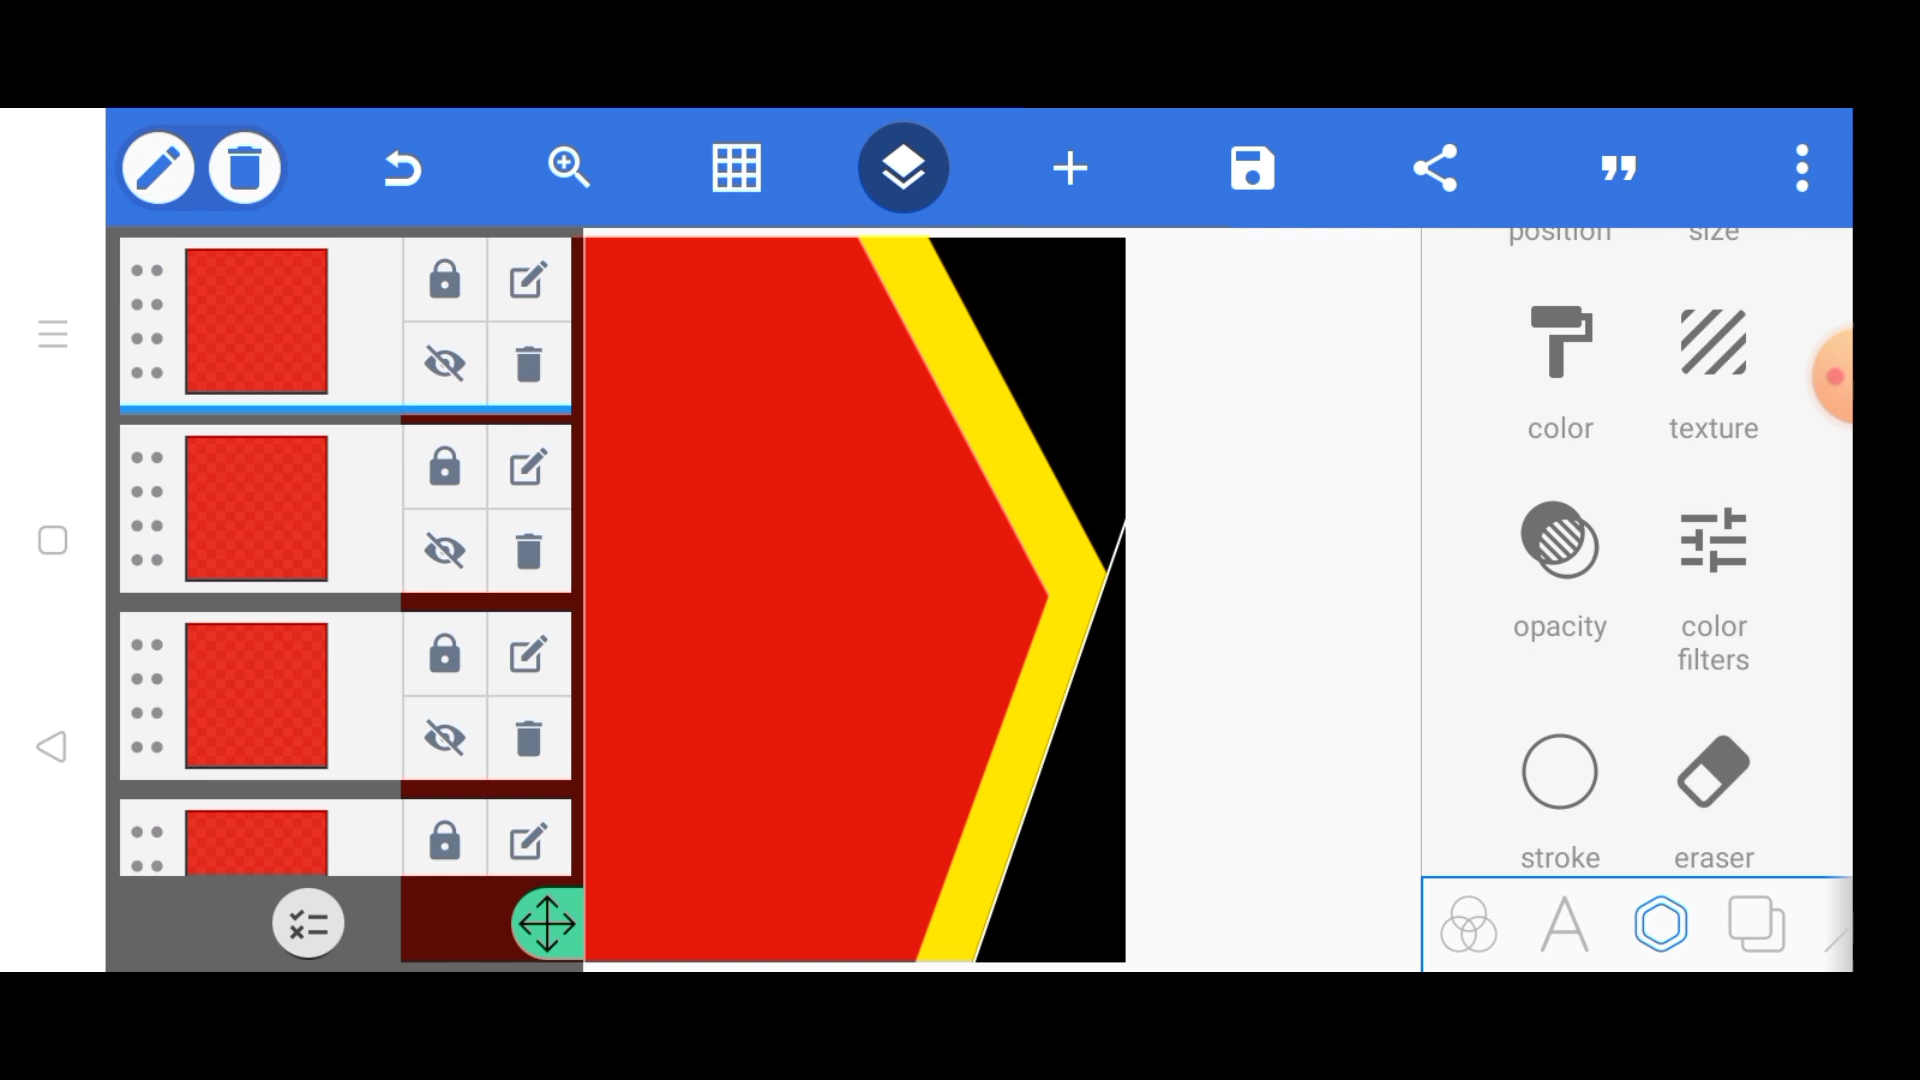 position
size
color
texture
opacity
color
filters
stroke
eraser